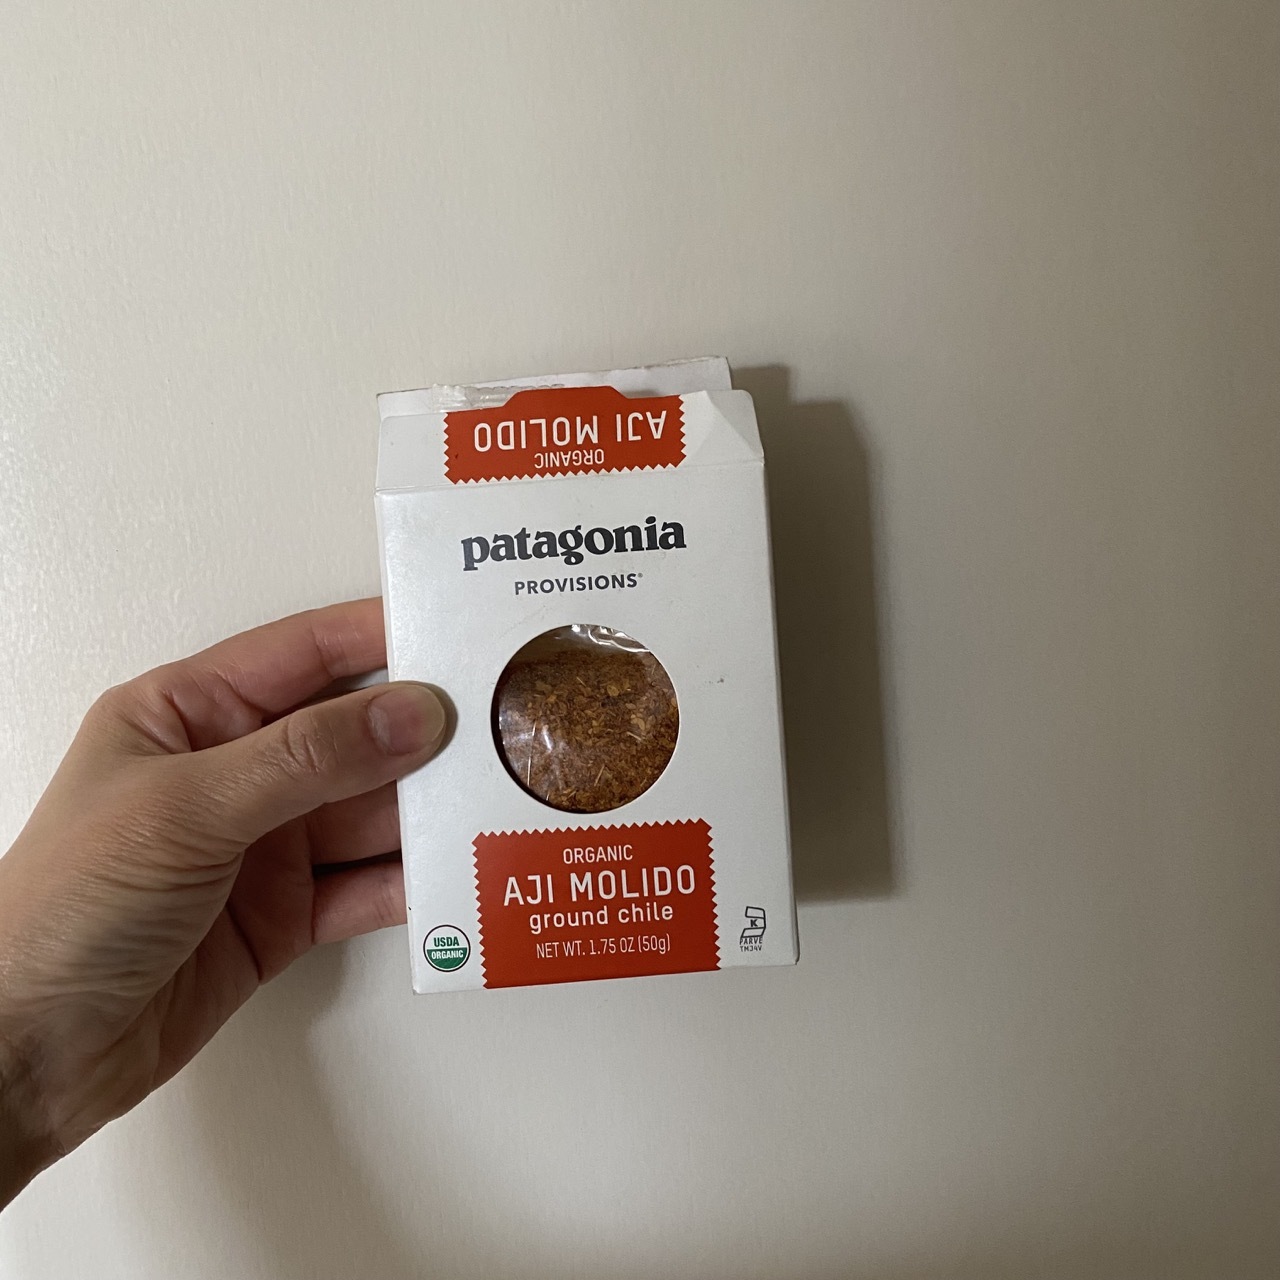 ORGANIC
AJI MOLIDO
patagonia
PROVISIONS®
ORGANIC
AJI MOLIDO
ground chile
NET WT. 1.75 OZ (50g)
USDA
ORGANIC
K
PARVE
TMJ4V